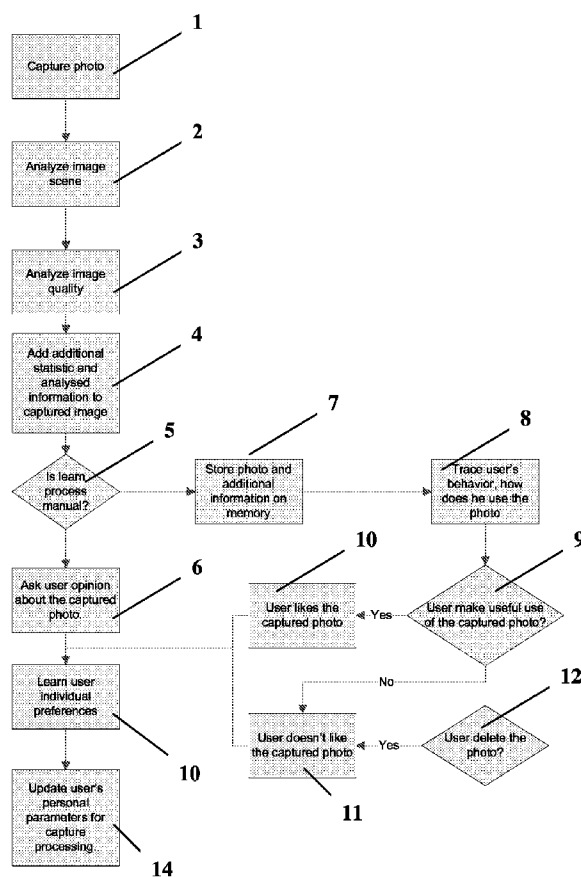 1
Capture photo
2
Analyze image
scene
3
Analyze image
quality
4
Add additional
statistic and
analysed
information to
captured image
5
Is learn
process
manual?
7
Store photo and
additional
information on
memory
8
Trace user's
behavior, how
does he use the
photo
6
Ask user opinion
about the captured
photo.
10
User likes the
captured photo
Yes
9
User make useful use
of the captured photo?
No
Learn user
individual
preferences
10
User doesn't like
the captured photo
11
Yes
12
User delete the
photo?
Update user's
personal
parameters for
capture
processing
14